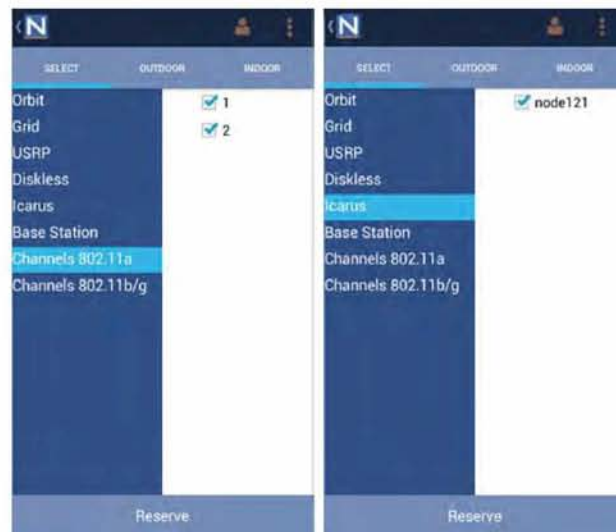 N
SELECT OUTDOOR INDOOR
Orbit
Grid
USRP
Diskless
Icarus
Base Station
Channels 802.11a
Channels 802.11b/g
1
2
Reserve
N
SELECT OUTDOOR INDOOR
Orbit
Grid
USRP
Diskless
Icarus
Base Station
Channels 802.11a
Channels 802.11b/g
node121
Reserve